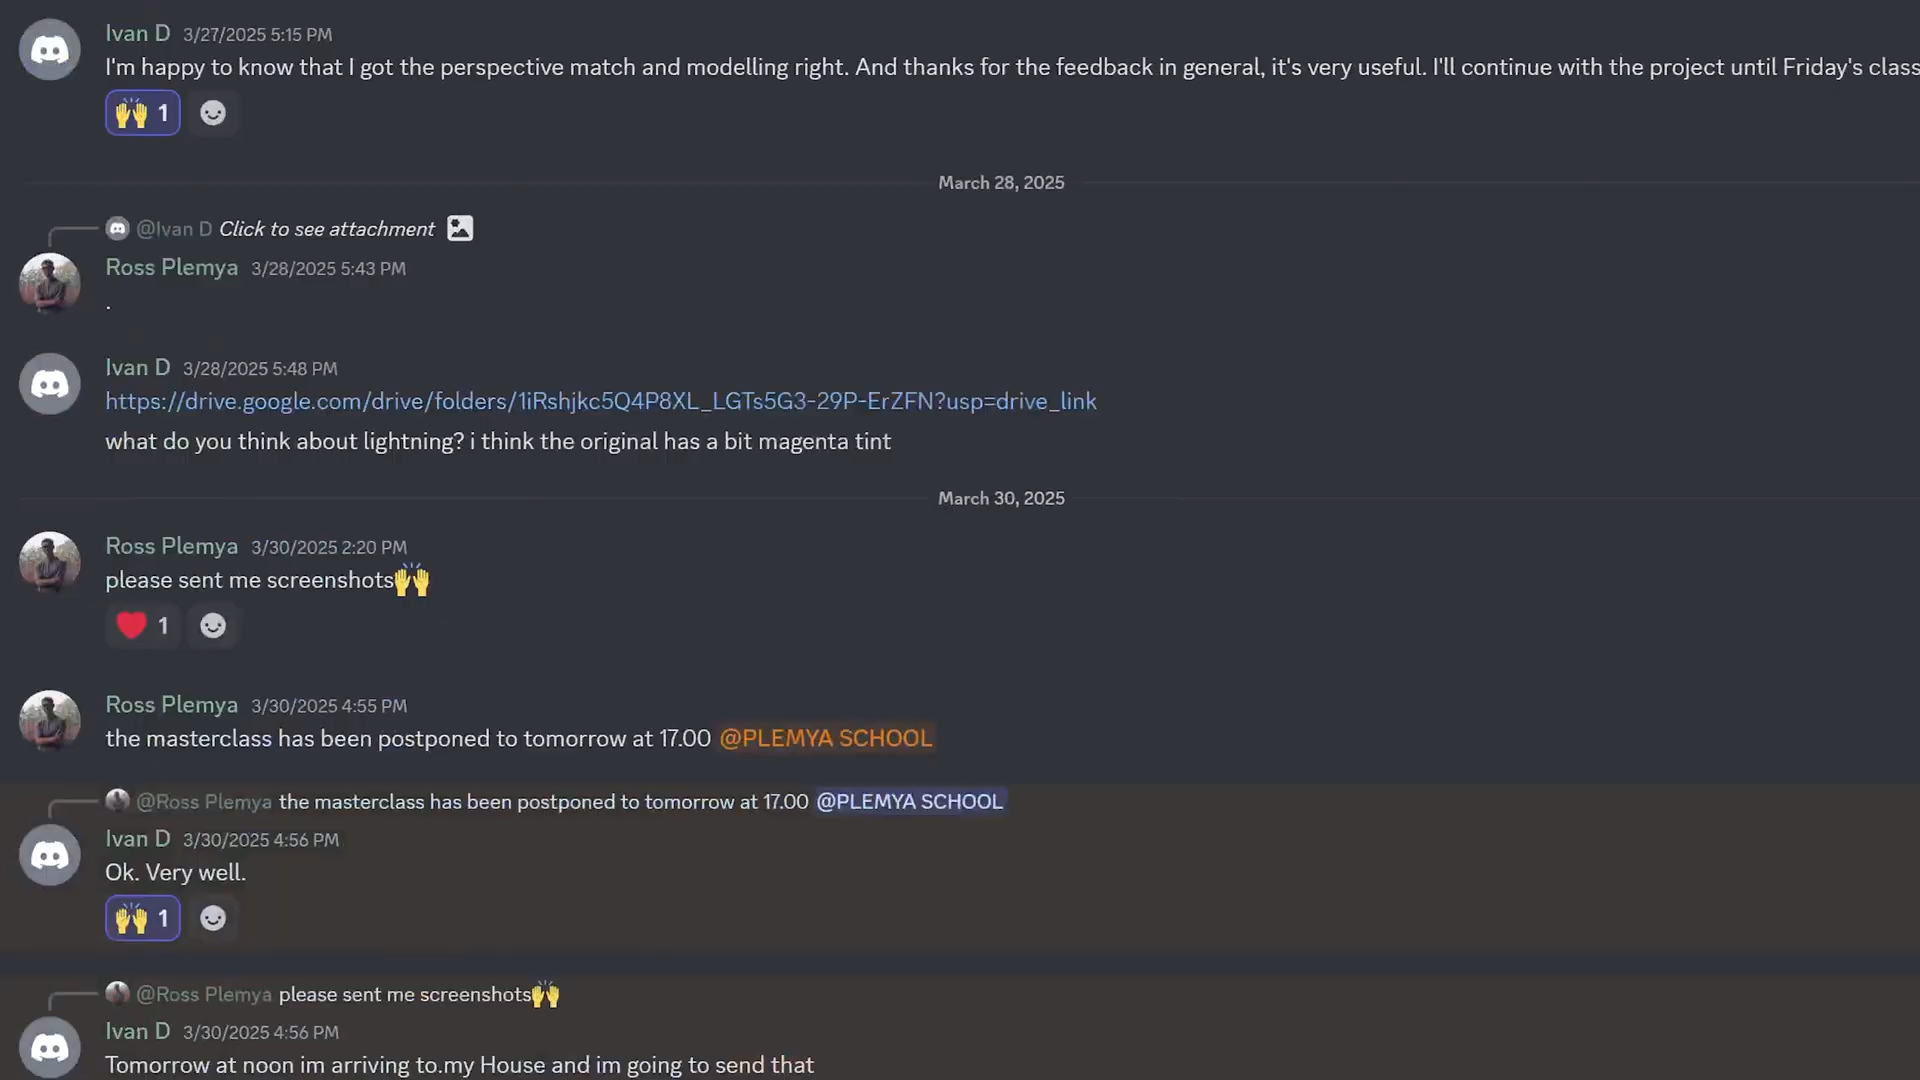 Ivan D 3/27/2025 5:15 PM
I'm happy to know that I got the perspective match and modelling right. And thanks for the feedback in general, it's very useful. I'll continue with the project until Friday's class
🙌 1
March 28, 2025
@Ivan D Click to see attachment
Ross Plemya 3/28/2025 5:43 PM
.
Ivan D 3/28/2025 5:48 PM
https://drive.google.com/drive/folders/1iRshjkc5Q4P8XL_LGTs5G3-29P-ErZFN?usp=drive_link
what do you think about lightning? i think the original has a bit magenta tint
March 30, 2025
Ross Plemya 3/30/2025 2:20 PM
please sent me screenshots🙌
❤️ 1
Ross Plemya 3/30/2025 4:55 PM
the masterclass has been postponed to tomorrow at 17.00 @PLEMYA SCHOOL
@Ross Plemya the masterclass has been postponed to tomorrow at 17.00 @PLEMYA SCHOOL
Ivan D 3/30/2025 4:56 PM
Ok. Very well.
🙌 1
@Ross Plemya please sent me screenshots🙌
Ivan D 3/30/2025 4:56 PM
Tomorrow at noon im arriving to.my House and im going to send that